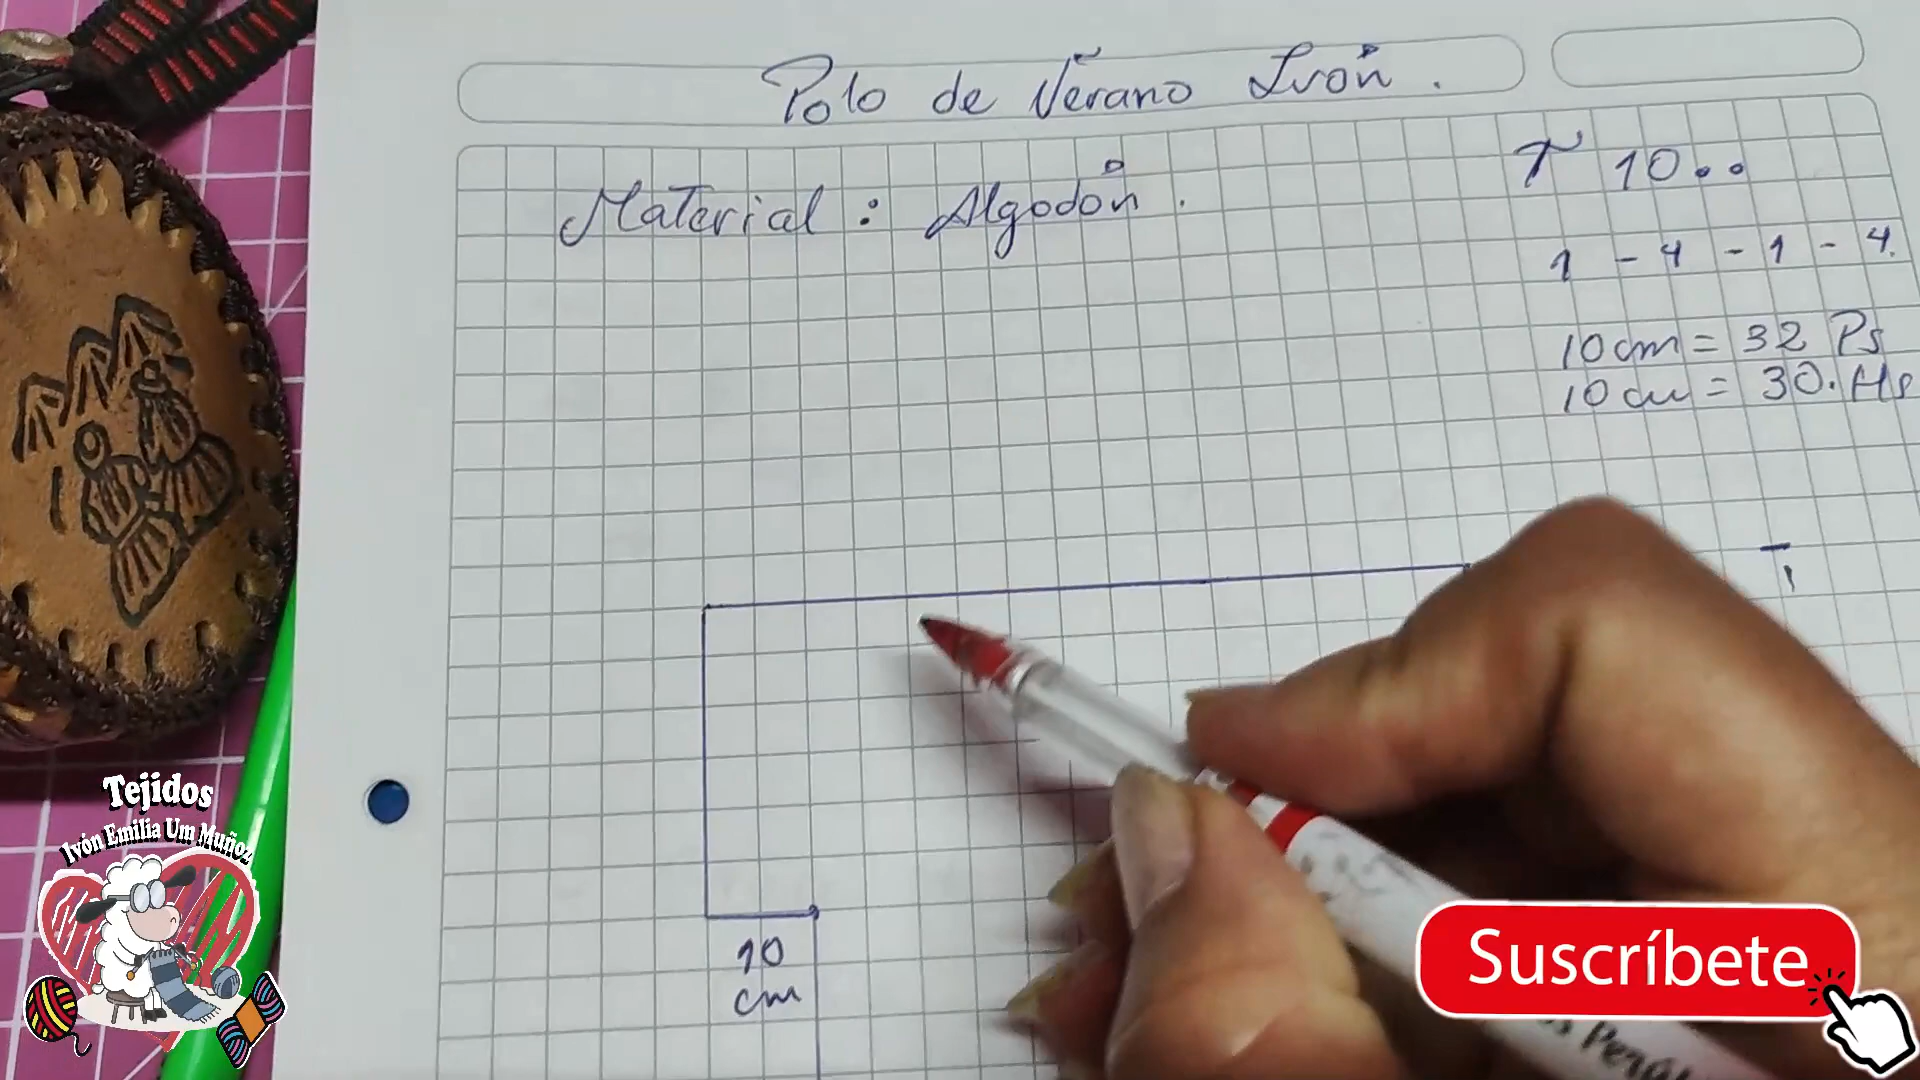 Polo de Verano Ivón.
Material : Algodón.
T 10..
1 - 4 - 1 - 4.
10 cm = 32 Ps
10 cm = 30. Hs
10
cm
Tejidos
Ivón Emilia Um Muñoz
Suscríbete